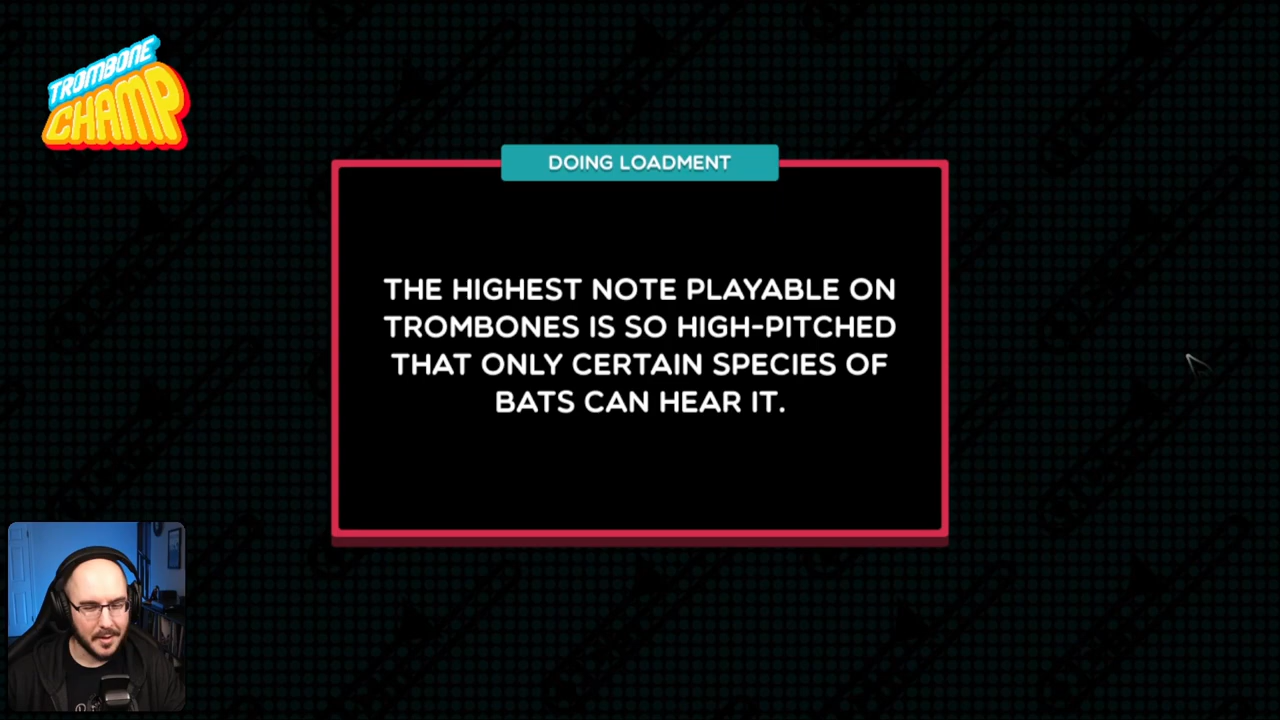 TROMBONE
CHAMP
DOING LOADMENT
THE HIGHEST NOTE PLAYABLE ON
TROMBONES IS SO HIGH-PITCHED
THAT ONLY CERTAIN SPECIES OF
BATS CAN HEAR IT.